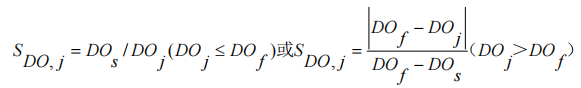 S_{DO,j} = DO_s / DO_j (DO_j ≤ DO_f) 或 S_{DO,j} = |DO_f − DO_j| / (DO_f − DO_s) （DO_j > DO_f）